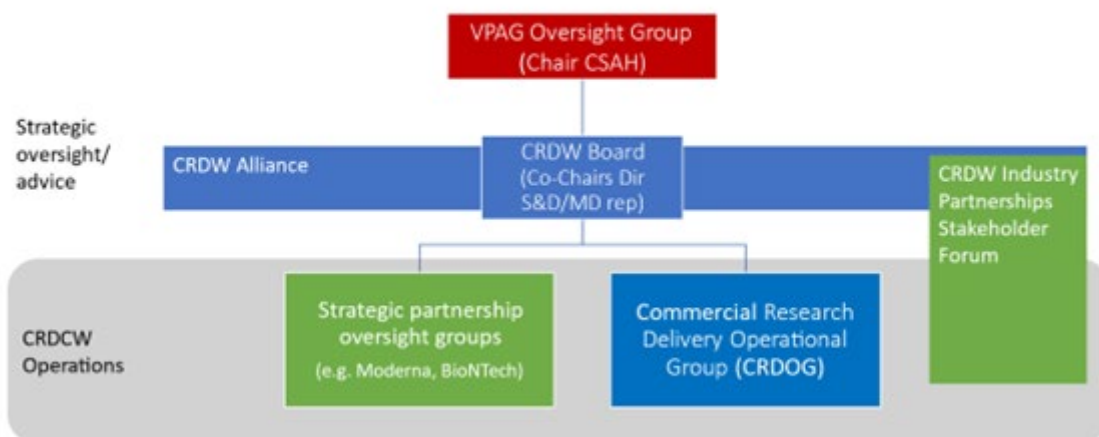 VPAG Oversight Group
(Chair CSAH)
Strategic
oversight/
advice
CRDW Alliance
CRDW Board
(Co-Chairs Dir
S&D/MD rep)
CRDW Industry
Partnerships
Stakeholder
Forum
CRDCW
Operations
Strategic partnership
oversight groups
(e.g. Moderna, BioNTech)
Commercial Research
Delivery Operational
Group (CRDOG)